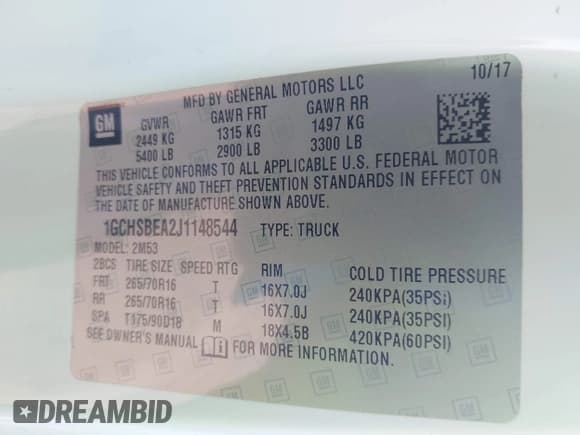 10/17
MFD BY GENERAL MOTORS LLC
GM
GVWR GAWR FRT GAWR RR
2449 KG 1315 KG 1497 KG
5400 LB 2900 LB 3300 LB
THIS VEHICLE CONFORMS TO ALL APPLICABLE U.S. FEDERAL MOTOR
VEHICLE SAFETY AND THEFT PREVENTION STANDARDS IN EFFECT ON
THE DATE OF MANUFACTURE SHOWN ABOVE.
1GCHSBEA2J1148544 TYPE: TRUCK
MODEL: 2M53
2BCS TIRE SIZE SPEED RTG RIM COLD TIRE PRESSURE
FRT 265/70R16 T 16X7.0J 240KPA(35PSI)
RR 265/70R16 T 16X7.0J 240KPA(35PSI)
SPA T175/90D18 M 18X4.5B 420KPA(60PSI)
SEE OWNER'S MANUAL i FOR MORE INFORMATION.
DREAMBID